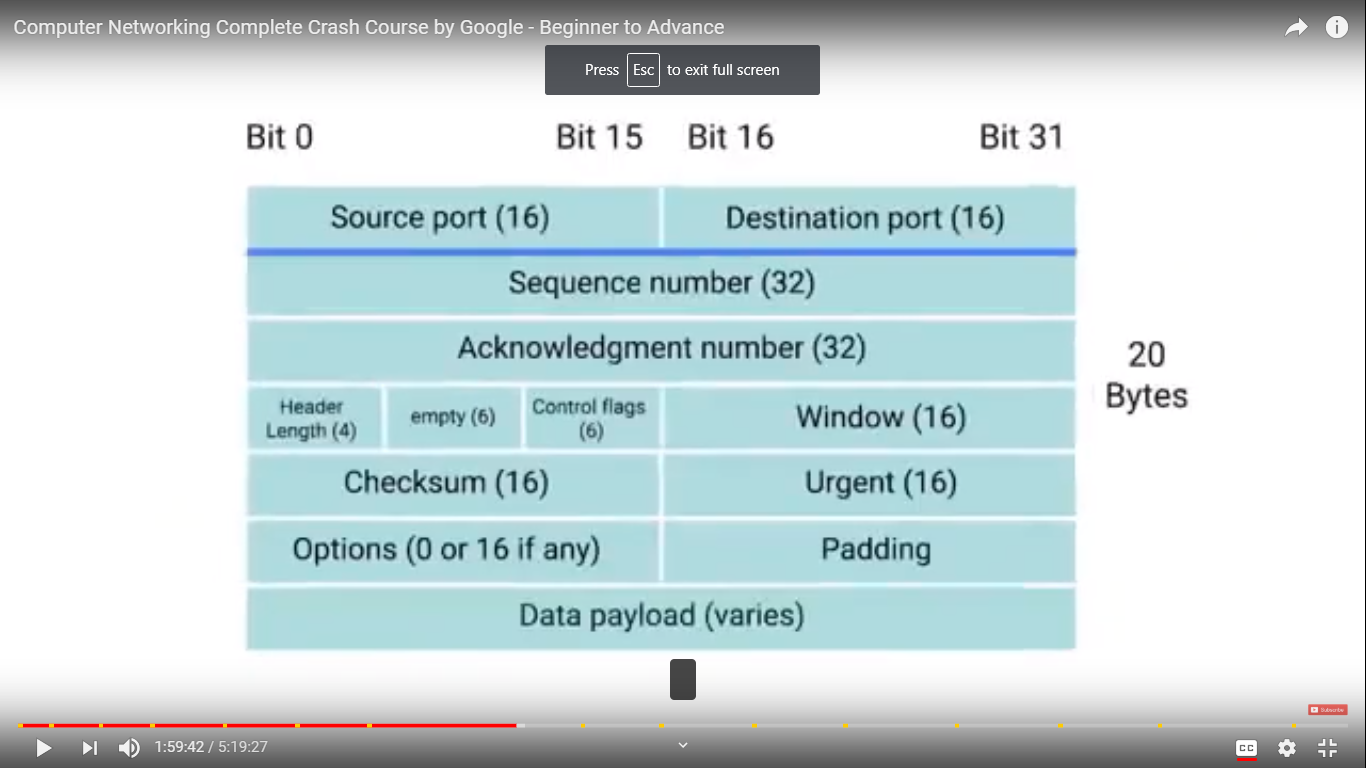 Computer Networking Complete Crash Course by Google - Beginner to Advance
Press Esc to exit full screen
Bit 0 Bit 15 Bit 16 Bit 31
Source port (16) Destination port (16)
Sequence number (32)
Acknowledgment number (32)
20
Bytes
Header
Length (4)
empty (6)
Control flags
(6)
Window (16)
Checksum (16) Urgent (16)
Options (0 or 16 if any) Padding
Data payload (varies)
Subscribe
1:59:42 / 5:19:27
CC